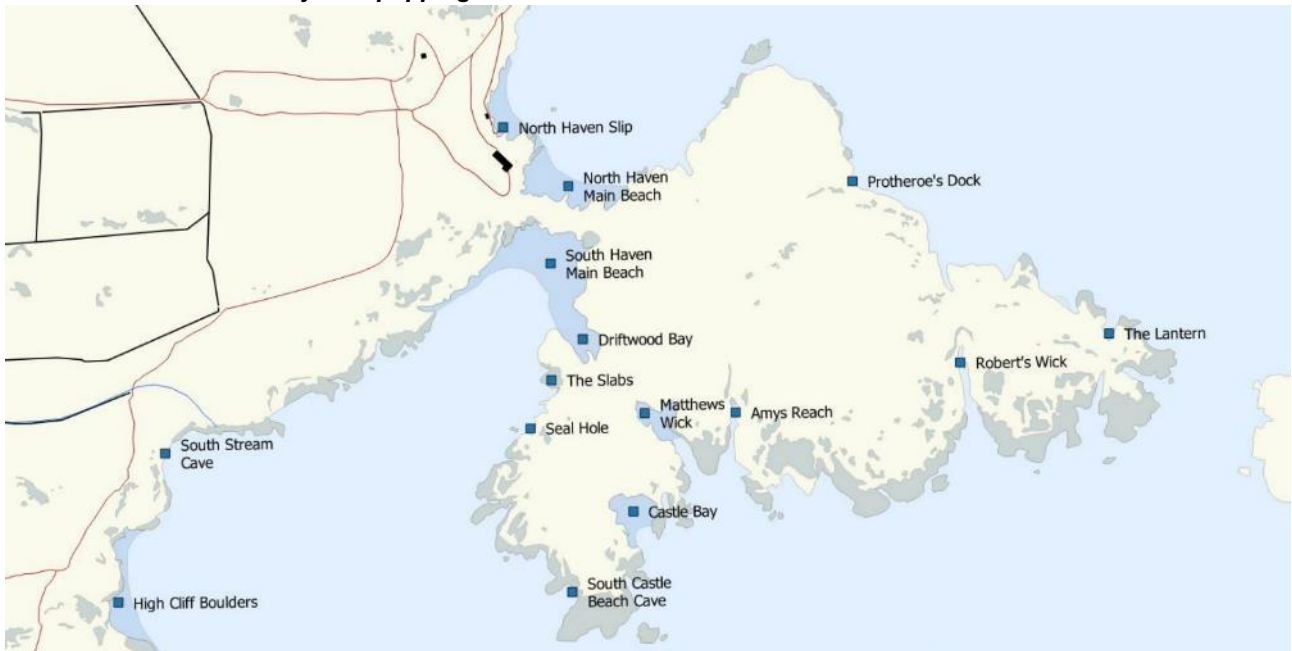 North Haven Slip
North Haven
Main Beach
Protheroe's Dock
South Haven
Main Beach
Driftwood Bay
The Lantern
Robert's Wick
The Slabs
Matthews
Wick
Amys Reach
Seal Hole
South Stream
Cave
Castle Bay
South Castle
Beach Cave
High Cliff Boulders